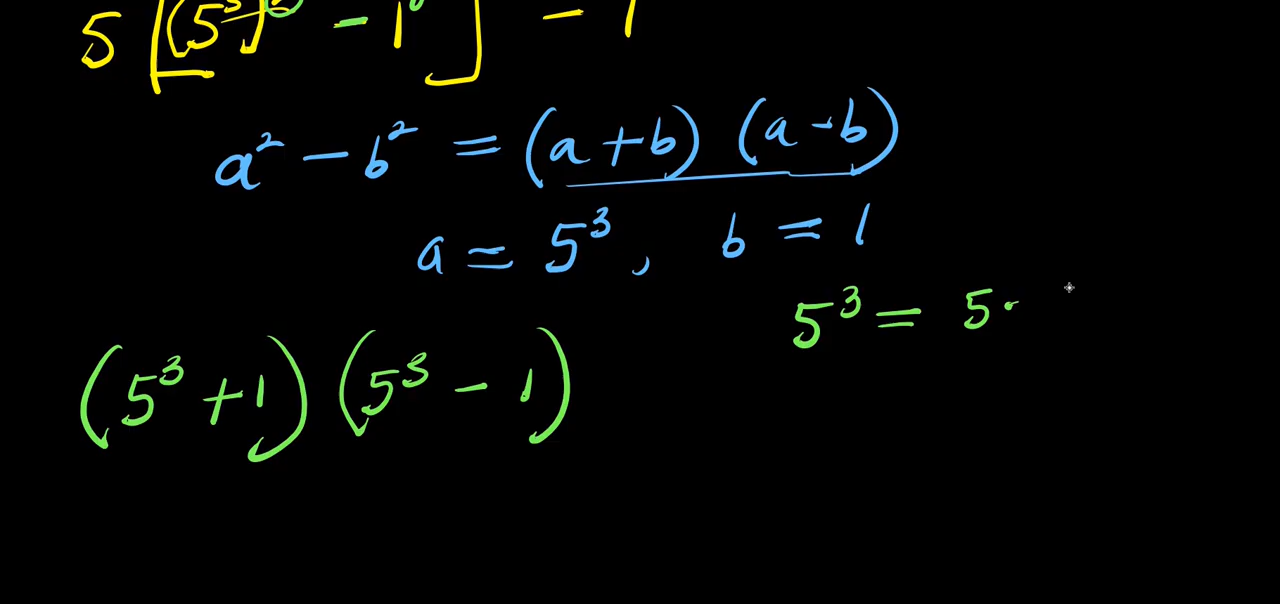 5 [(5³)² - 1²] - 1
a² - b² = (a + b) (a - b)
a = 5³, b = 1
5³ = 5 ·
(5³ + 1) (5³ - 1)